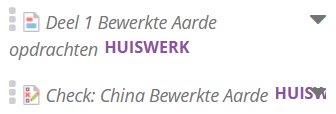 Deel 1 Bewerkte Aarde
opdrachten HUISWERK
Check: China Bewerkte Aarde HUISW